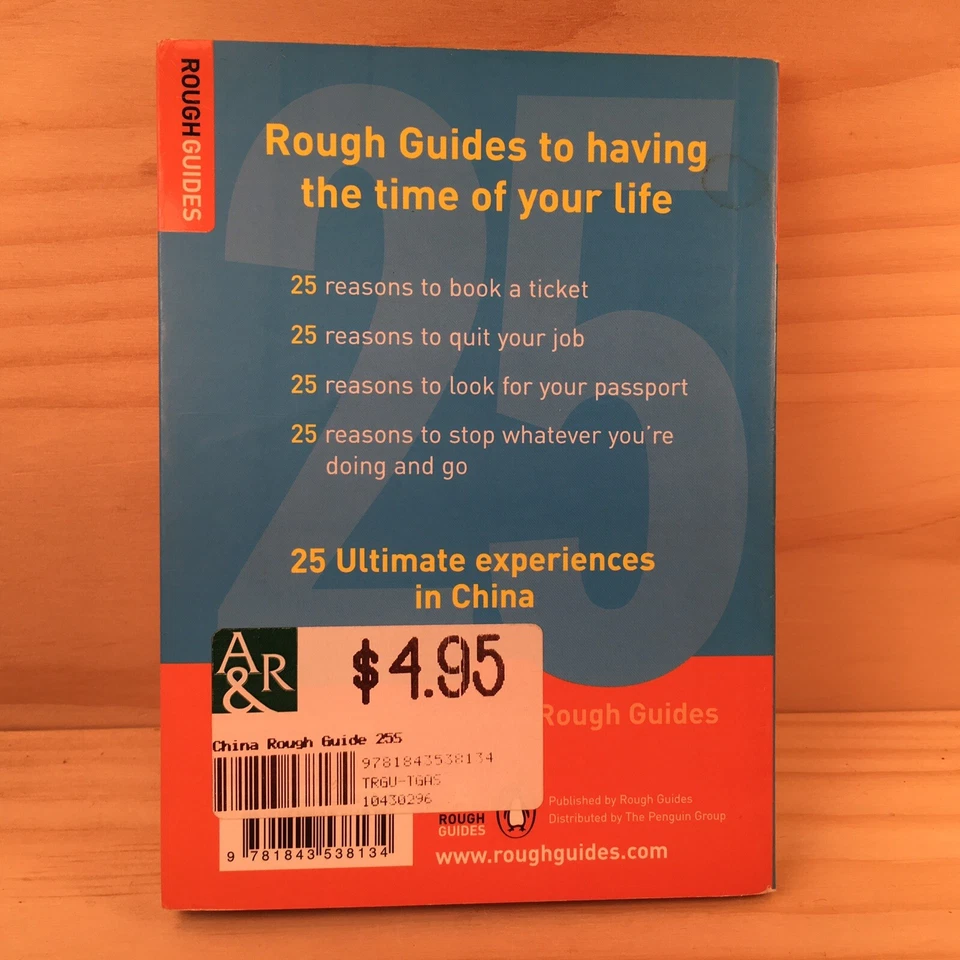 ROUGHGUIDES
25
Rough Guides to having
the time of your life
25 reasons to book a ticket
25 reasons to quit your job
25 reasons to look for your passport
25 reasons to stop whatever you're
doing and go
25 Ultimate experiences
in China
A&R
$4.95
Rough Guides
China Rough Guide 25S
9781843538134
TRGU-TGAS
10430296
Published by Rough Guides
Distributed by The Penguin Group
ROUGH
GUIDES
www.roughguides.com
9 781843 538134